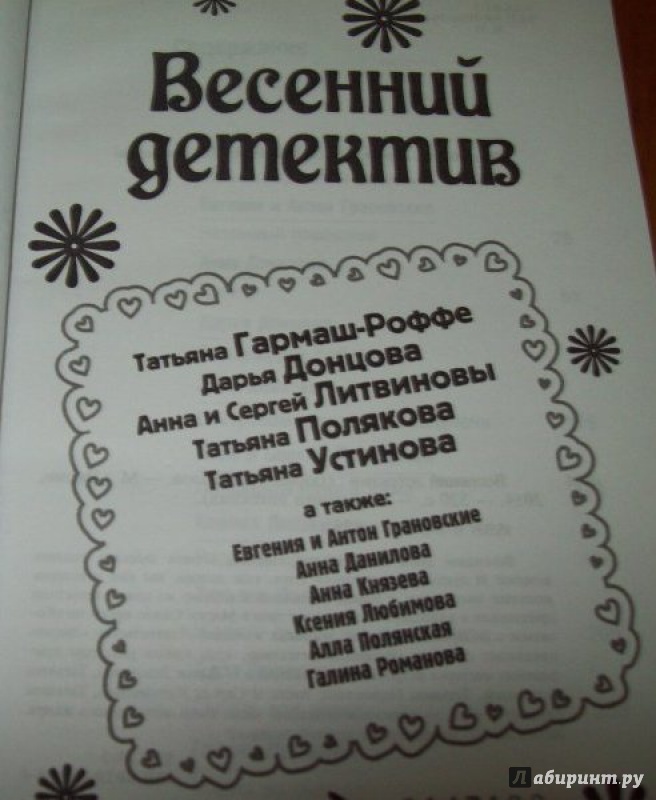 Весенний
детектив
Татьяна Гармаш-Роффе
Дарья Донцова
Анна и Сергей Литвиновы
Татьяна Полякова
Татьяна Устинова
а также:
Евгения и Антон Грановские
Анна Данилова
Анна Князева
Ксения Любимова
Алла Полянская
Галина Романова
Лабиринт.ру